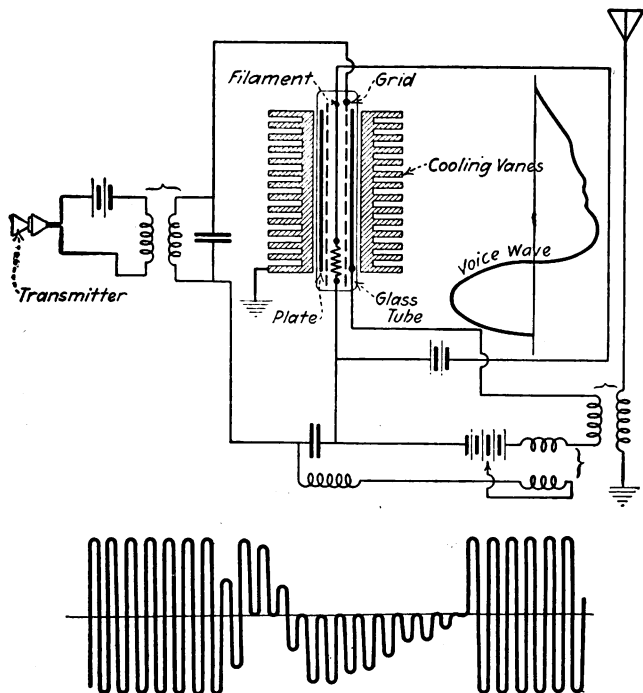 Filament
Grid
Cooling Vanes
Voice Wave
Transmitter
Plate
Glass
Tube